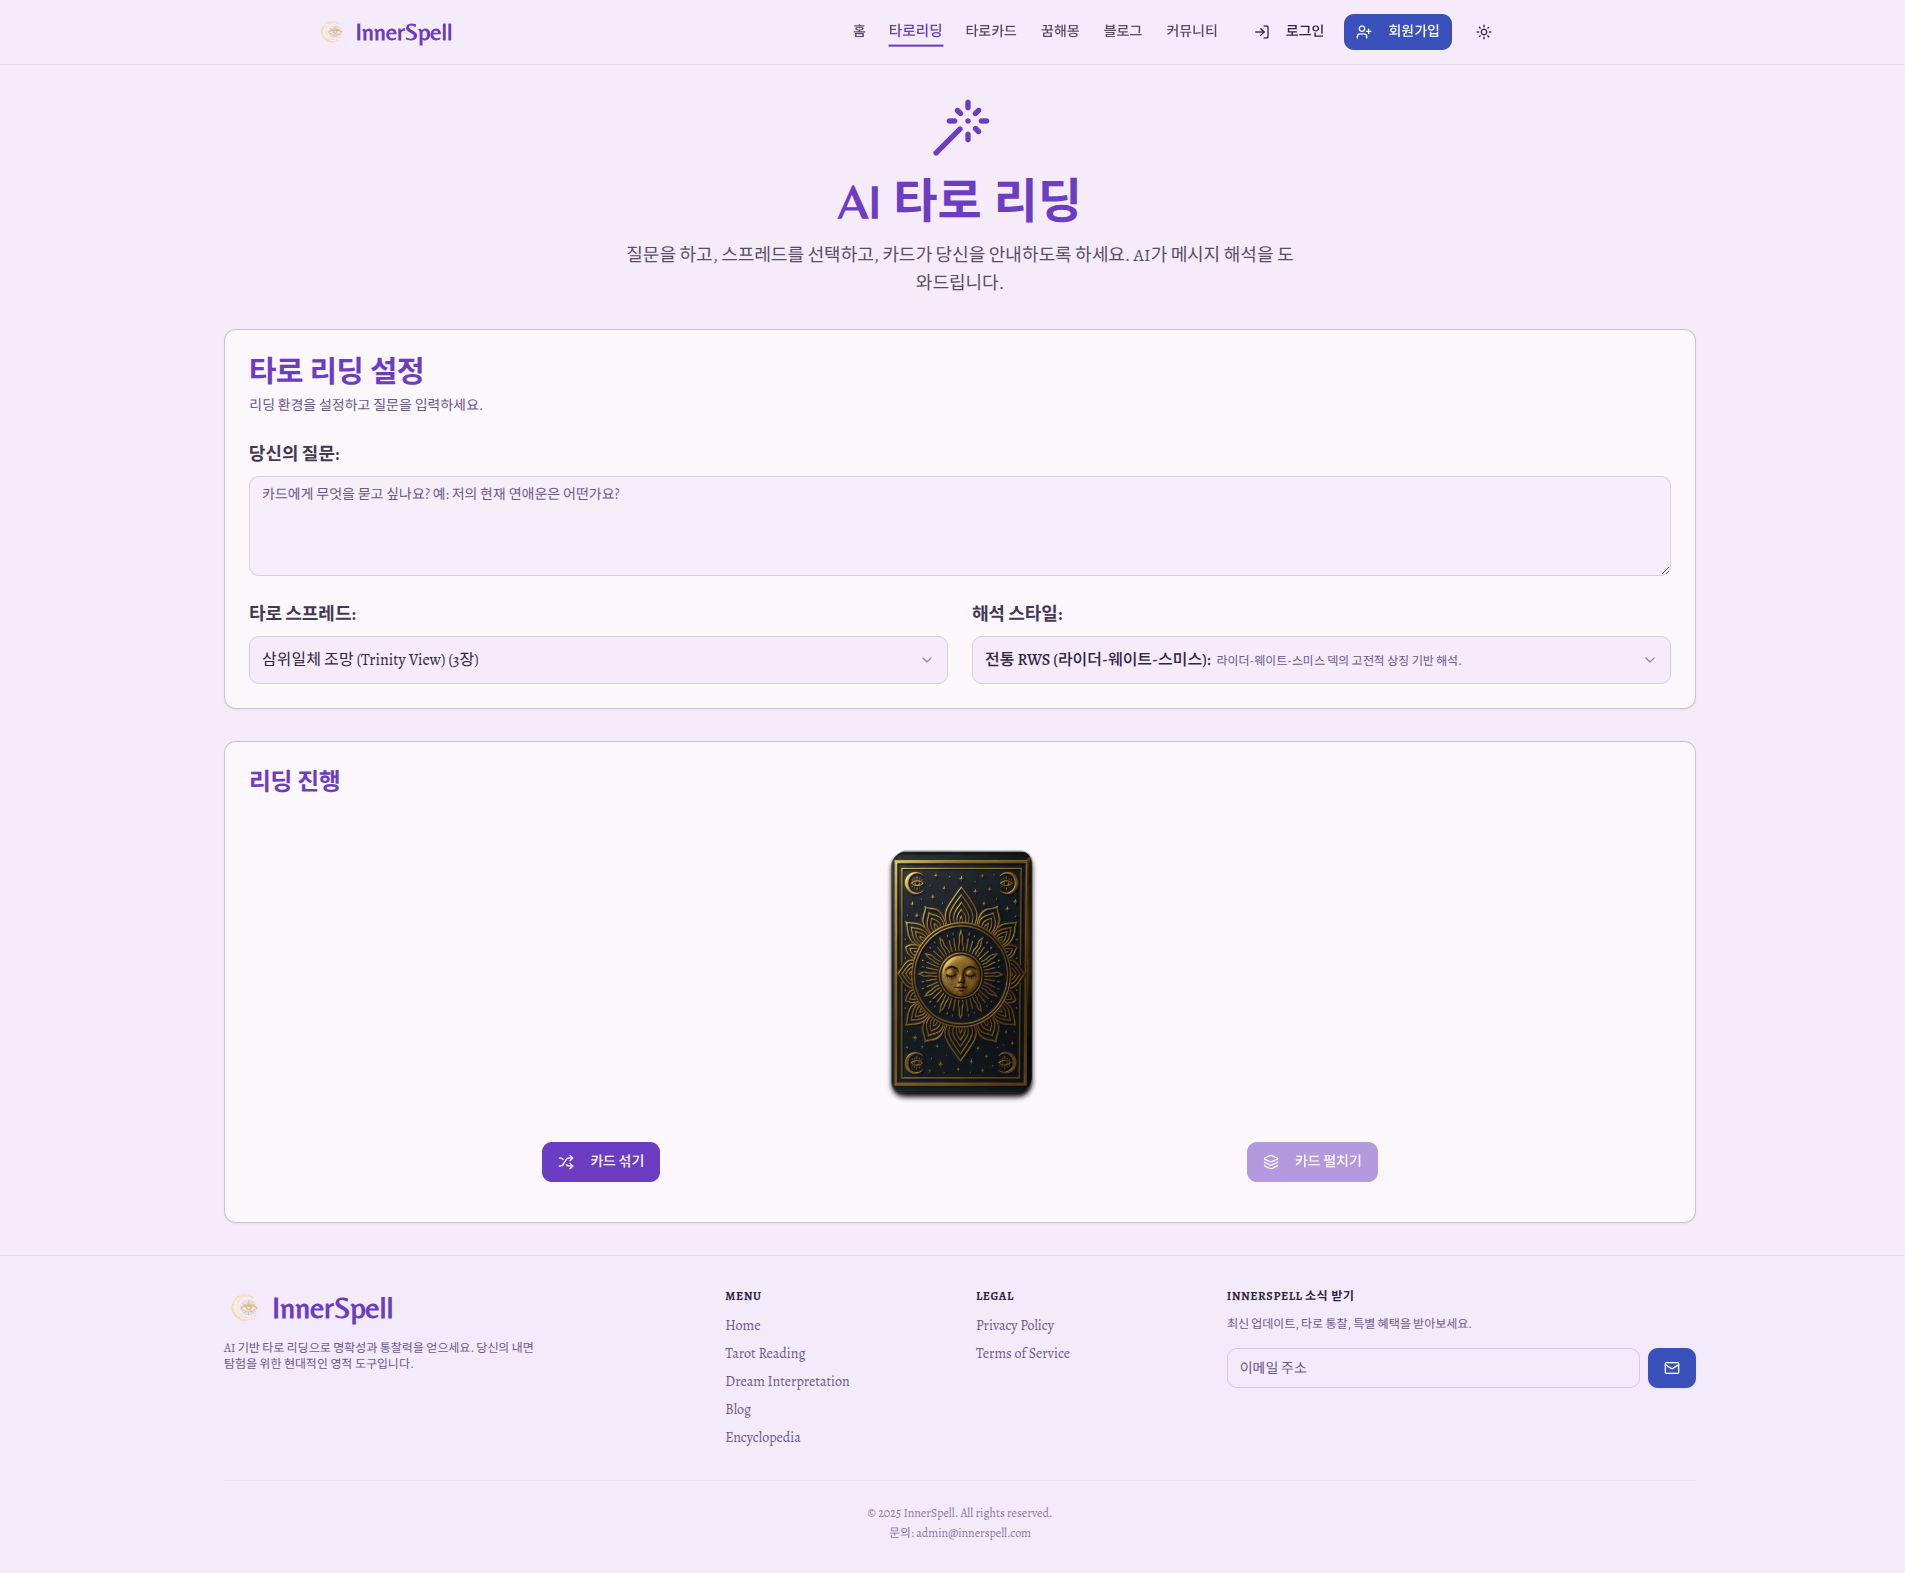 InnerSpell
홈
타로리딩
타로카드
꿈해몽
블로그
커뮤니티
로그인
회원가입
AI 타로 리딩
질문을 하고, 스프레드를 선택하고, 카드가 당신을 안내하도록 하세요. AI가 메시지 해석을 도
와드립니다.
타로 리딩 설정
리딩 환경을 설정하고 질문을 입력하세요.
당신의 질문:
카드에게 무엇을 묻고 싶나요? 예: 저의 현재 연애운은 어떤가요?
타로 스프레드:
삼위일체 조망 (Trinity View) (3장)
해석 스타일:
전통 RWS (라이더-웨이트-스미스): 라이더-웨이트-스미스 덱의 고전적 상징 기반 해석.
리딩 진행
카드 섞기
카드 펼치기
InnerSpell
AI 기반 타로 리딩으로 명확성과 통찰력을 얻으세요. 당신의 내면
탐험을 위한 현대적인 영적 도구입니다.
MENU
Home
Tarot Reading
Dream Interpretation
Blog
Encyclopedia
LEGAL
Privacy Policy
Terms of Service
INNERSPELL 소식 받기
최신 업데이트, 타로 통찰, 특별 혜택을 받아보세요.
이메일 주소
© 2025 InnerSpell. All rights reserved.
문의: admin@innerspell.com